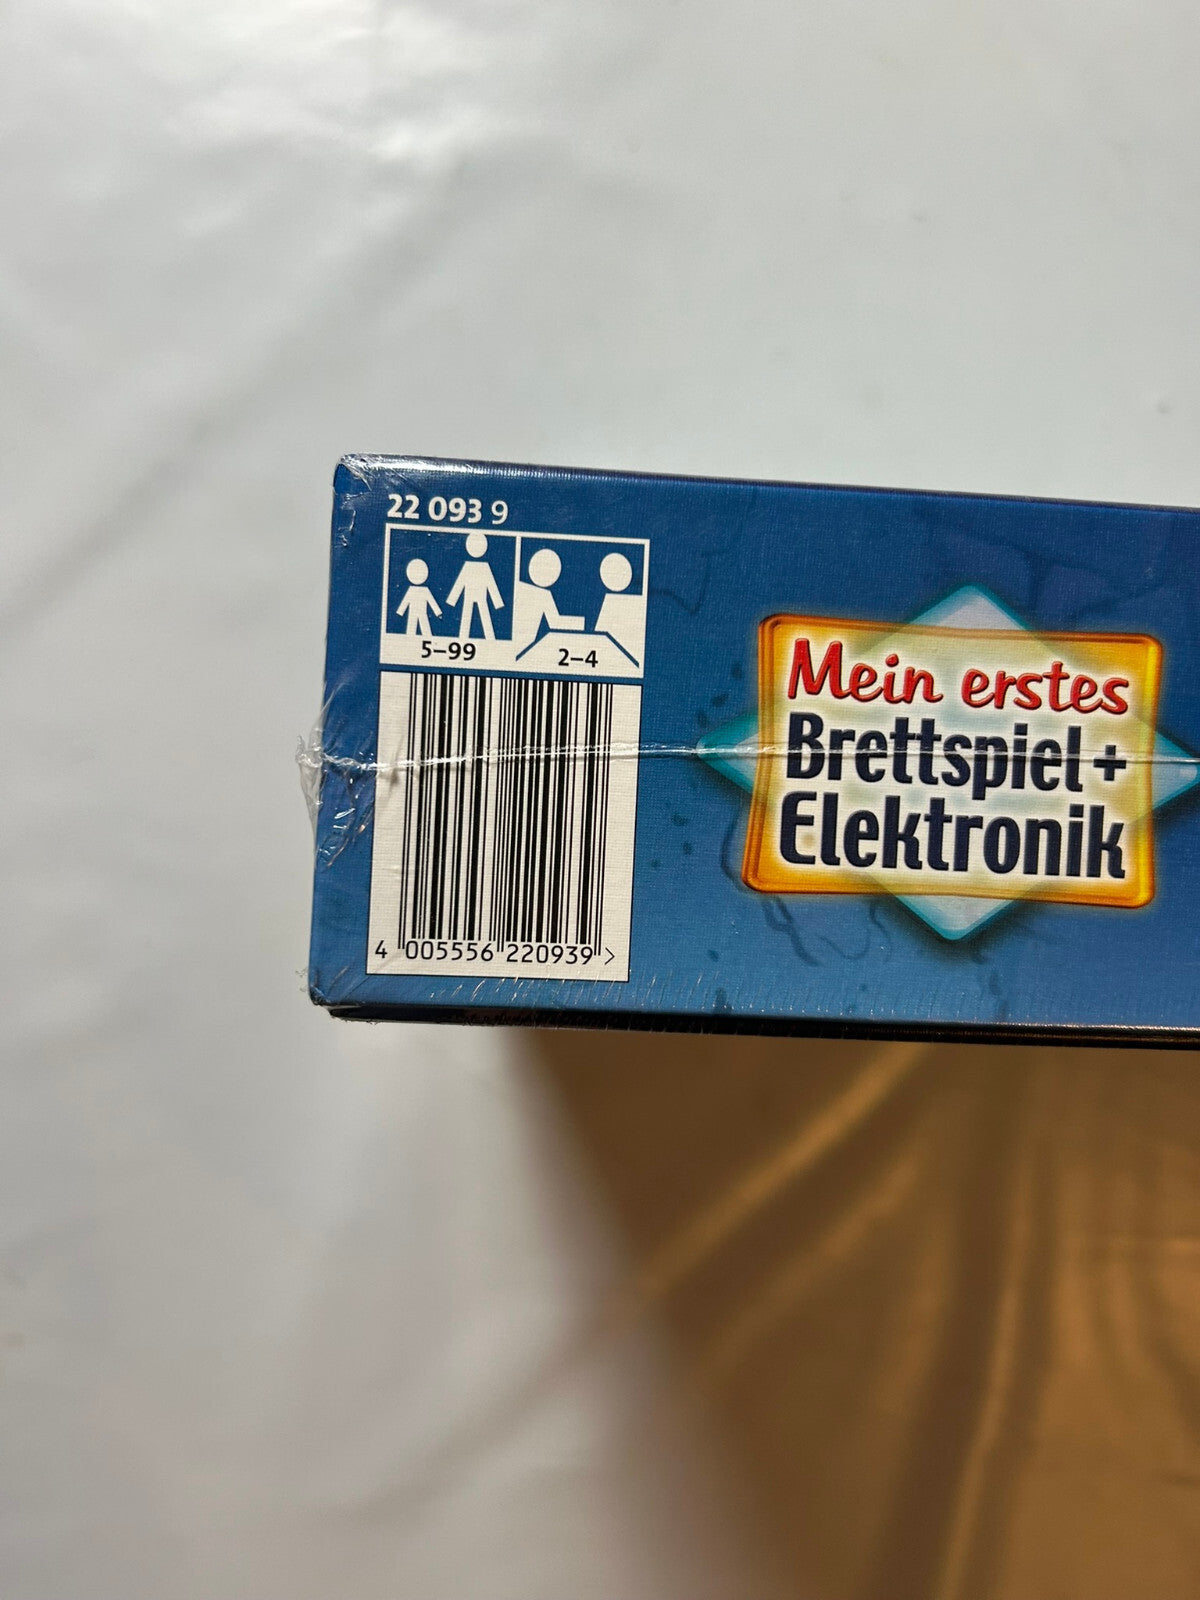 22 093 9
5–99
2–4
4 005556 220939 >
Mein erstes
Brettspiel +
Elektronik